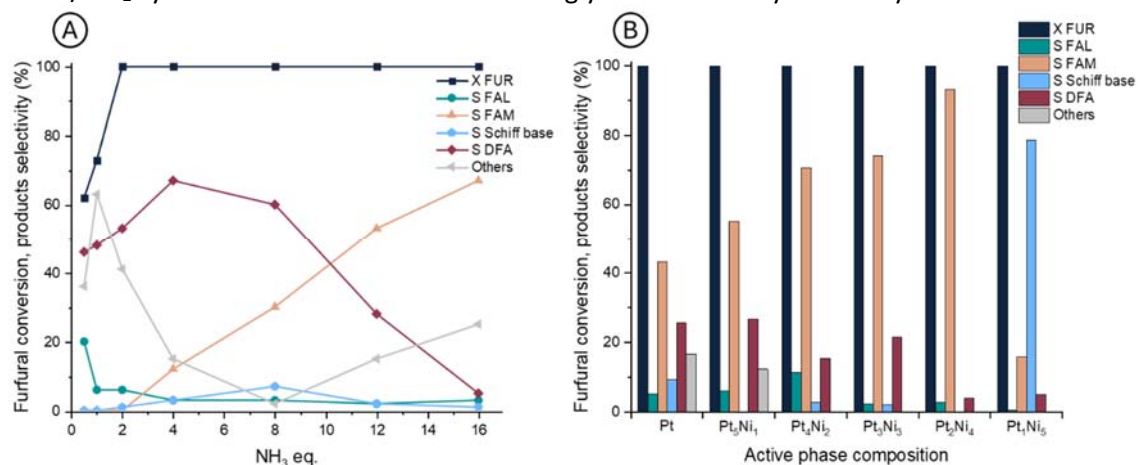 A
Furfural conversion, products selectivity (%)
100
80
60
40
20
0
X FUR
S FAL
S FAM
S Schiff base
S DFA
Others
0 2 4 6 8 10 12 14 16
NH₃ eq.
B
Furfural conversion, products selectivity (%)
100
80
60
40
20
0
X FUR
S FAL
S FAM
S Schiff base
S DFA
Others
Pt Pt₅Ni₁ Pt₄Ni₂ Pt₃Ni₃ Pt₂Ni₄ Pt₁Ni₅
Active phase composition